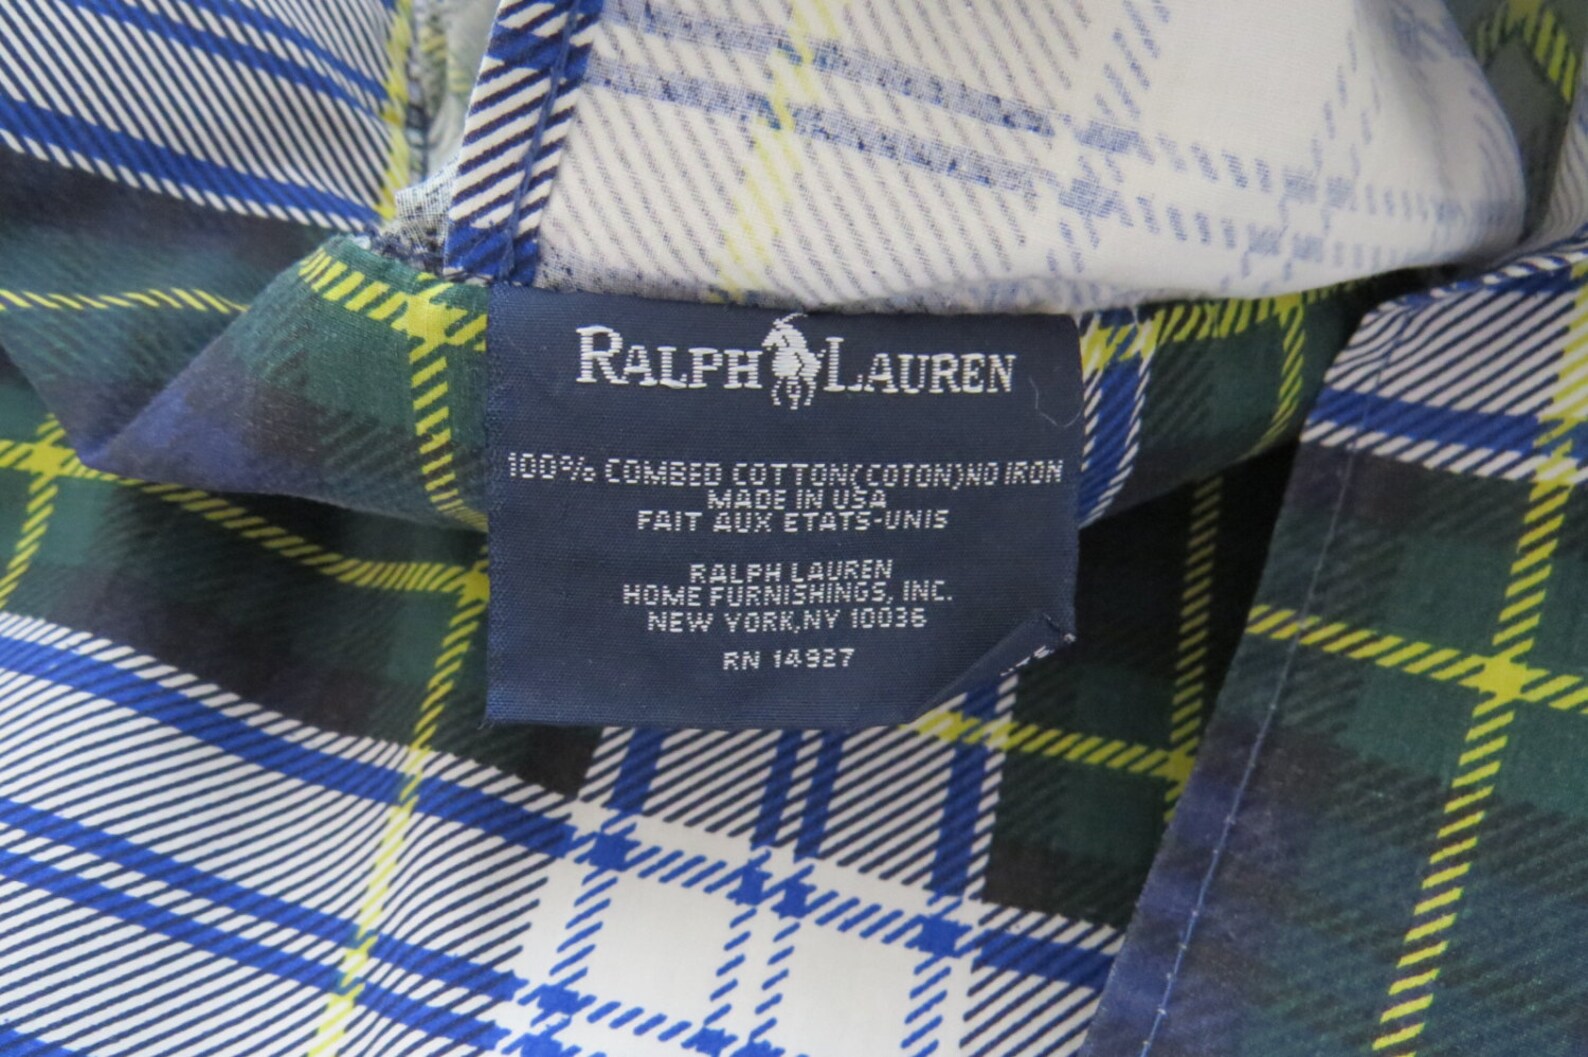 RALPH LAUREN
100% COMBED COTTON(COTON)NO IRON
MADE IN USA
FAIT AUX ETATS-UNIS
RALPH LAUREN
HOME FURNISHINGS, INC.
NEW YORK,NY 10036
RN 14927